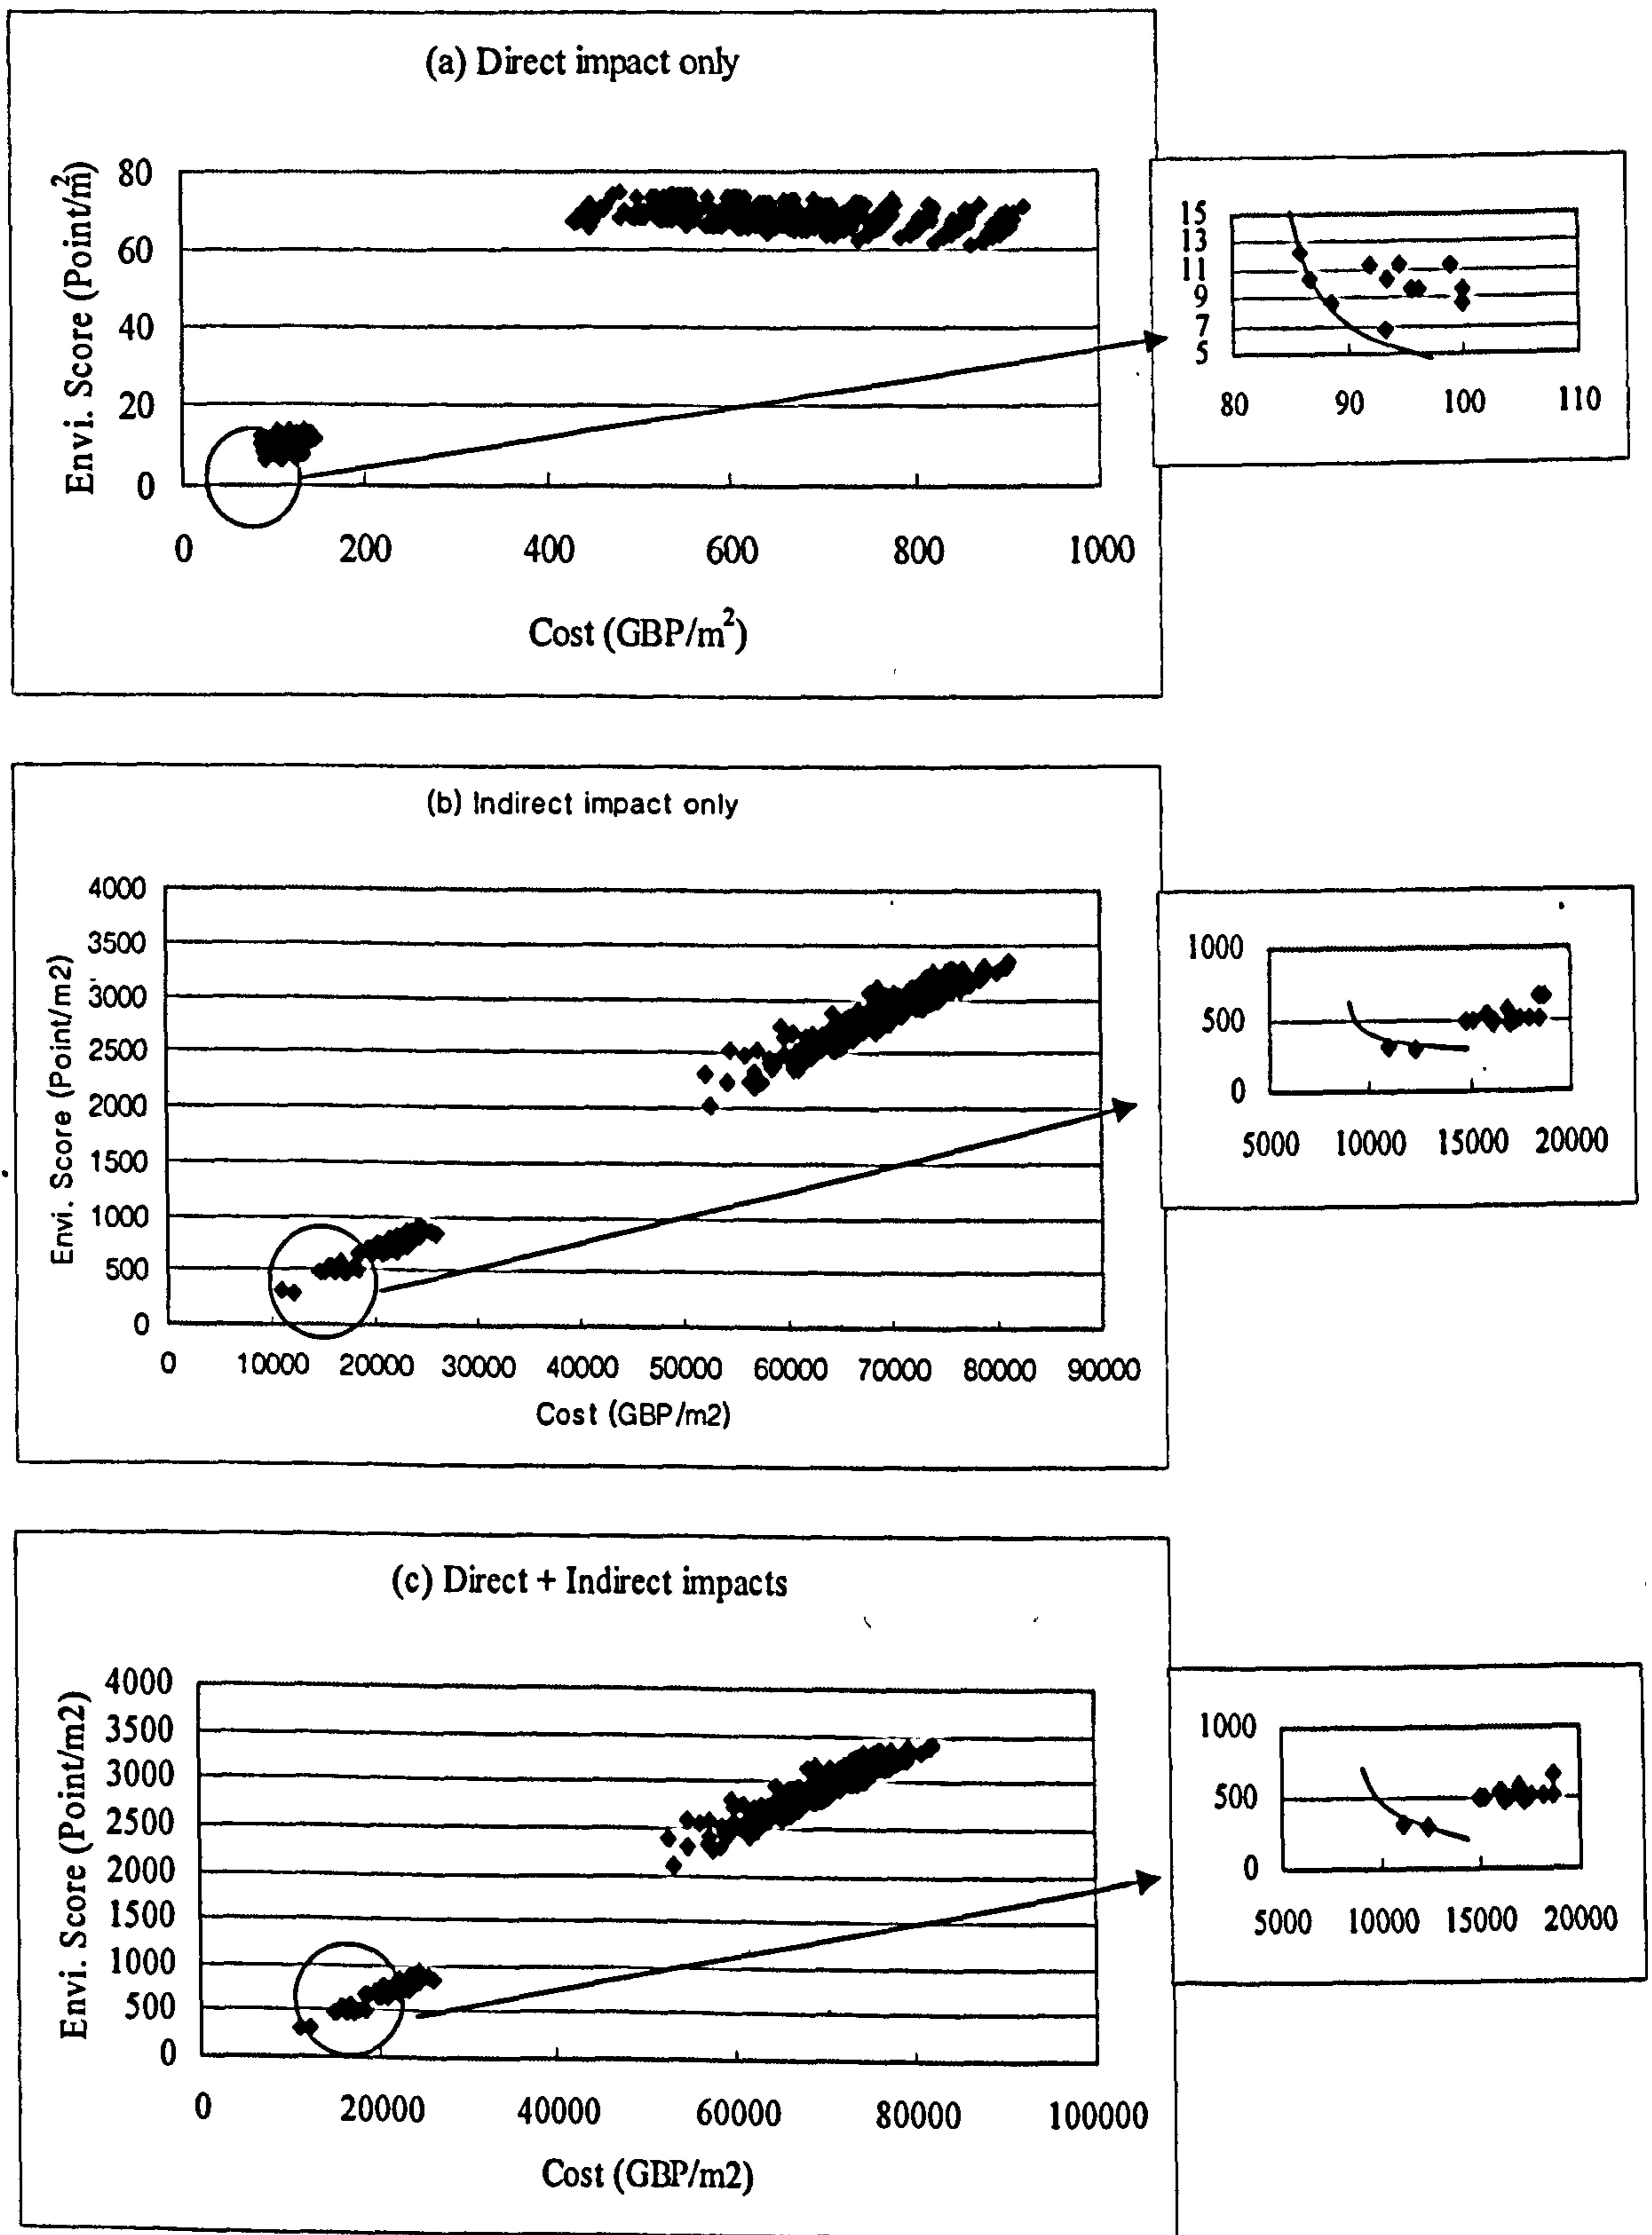 (a) Direct impact only
Envi. Score (Point/m²)
80
60
40
20
0
0 200 400 600 800 1000
Cost (GBP/m²)
15
13
11
9
7
5
80 90 100 110
(b) Indirect impact only
Envi. Score (Point/m2)
4000
3500
3000
2500
2000
1500
1000
500
0
0 10000 20000 30000 40000 50000 60000 70000 80000 90000
Cost (GBP/m2)
1000
500
0
5000 10000 15000 20000
(c) Direct + Indirect impacts
Envi. Score (Point/m2)
4000
3500
3000
2500
2000
1500
1000
500
0
0 20000 40000 60000 80000 100000
Cost (GBP/m2)
1000
500
0
5000 10000 15000 20000